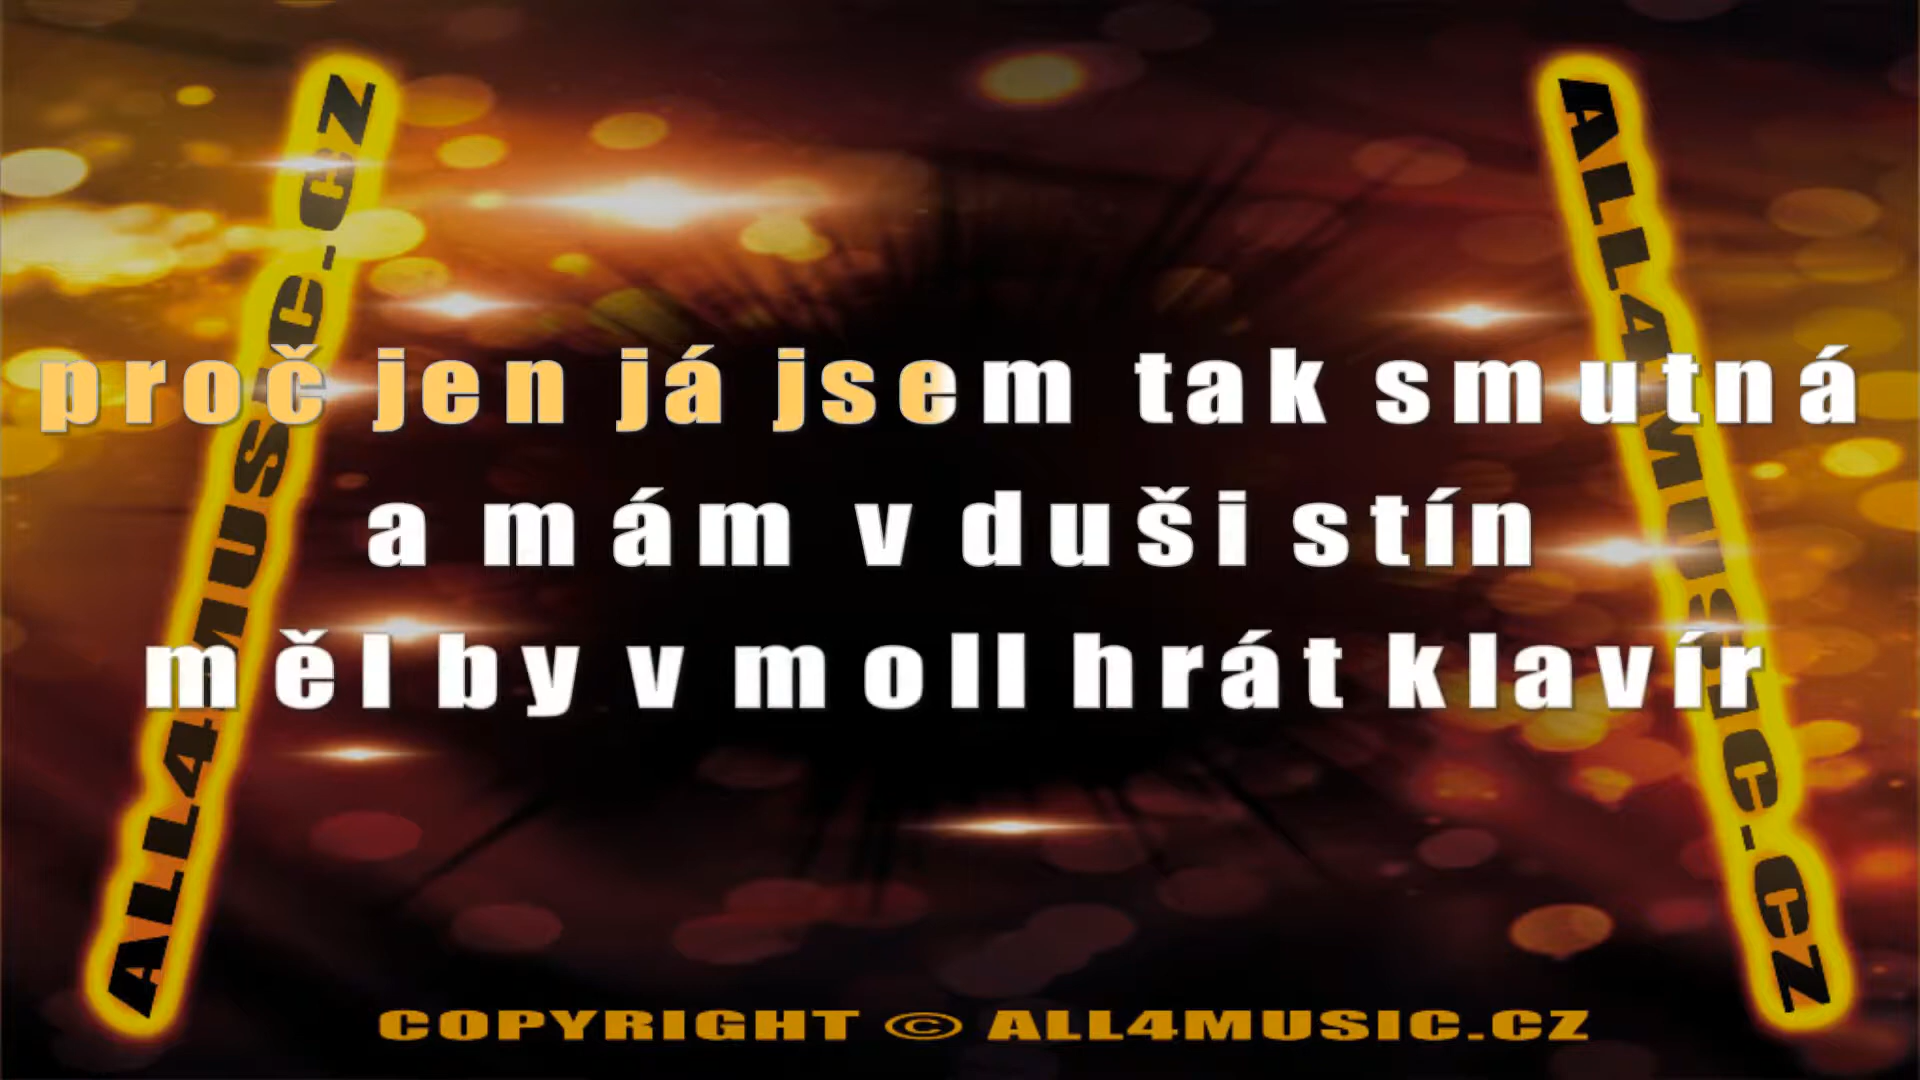 proč jen já jsem tak smutná
a mám v duši stín
měl by v moll hrát klavír
ALL4MUSIC.CZ
ALL4MUSIC.CZ
COPYRIGHT © ALL4MUSIC.CZ